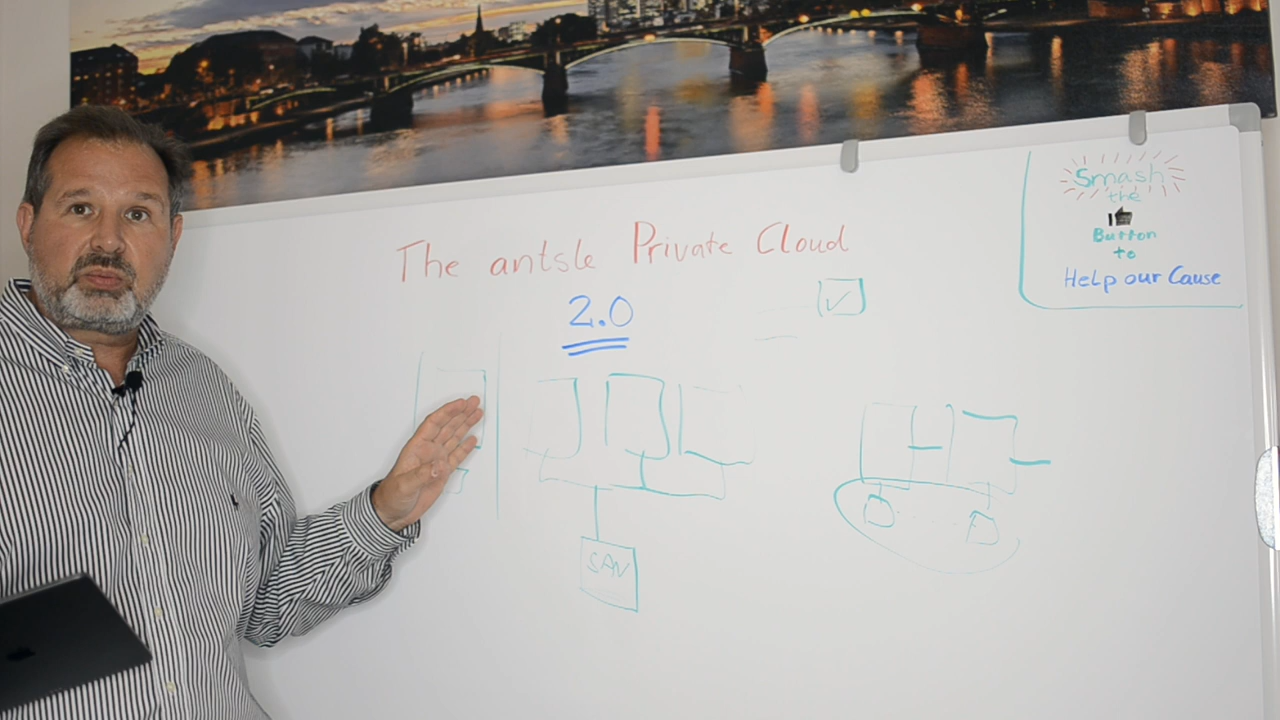 The antsle Private Cloud
2.0
Smash
the
Button
to
Help our Cause
SAN
D
D